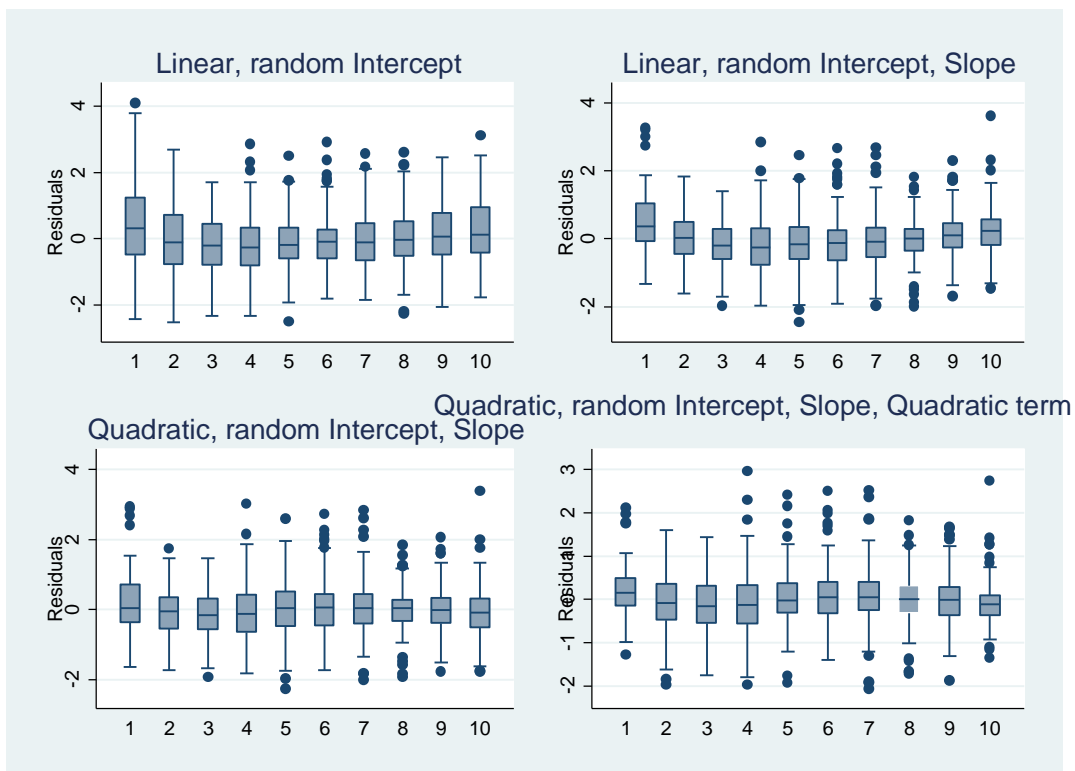 Linear, random Intercept
Residuals
4
2
0
-2
1 2 3 4 5 6 7 8 9 10
Linear, random Intercept, Slope
Residuals
4
2
0
-2
1 2 3 4 5 6 7 8 9 10
Quadratic, random Intercept, Slope
Residuals
4
2
0
-2
1 2 3 4 5 6 7 8 9 10
Quadratic, random Intercept, Slope, Quadratic term
Residuals
3
2
1
0
-1
-2
1 2 3 4 5 6 7 8 9 10